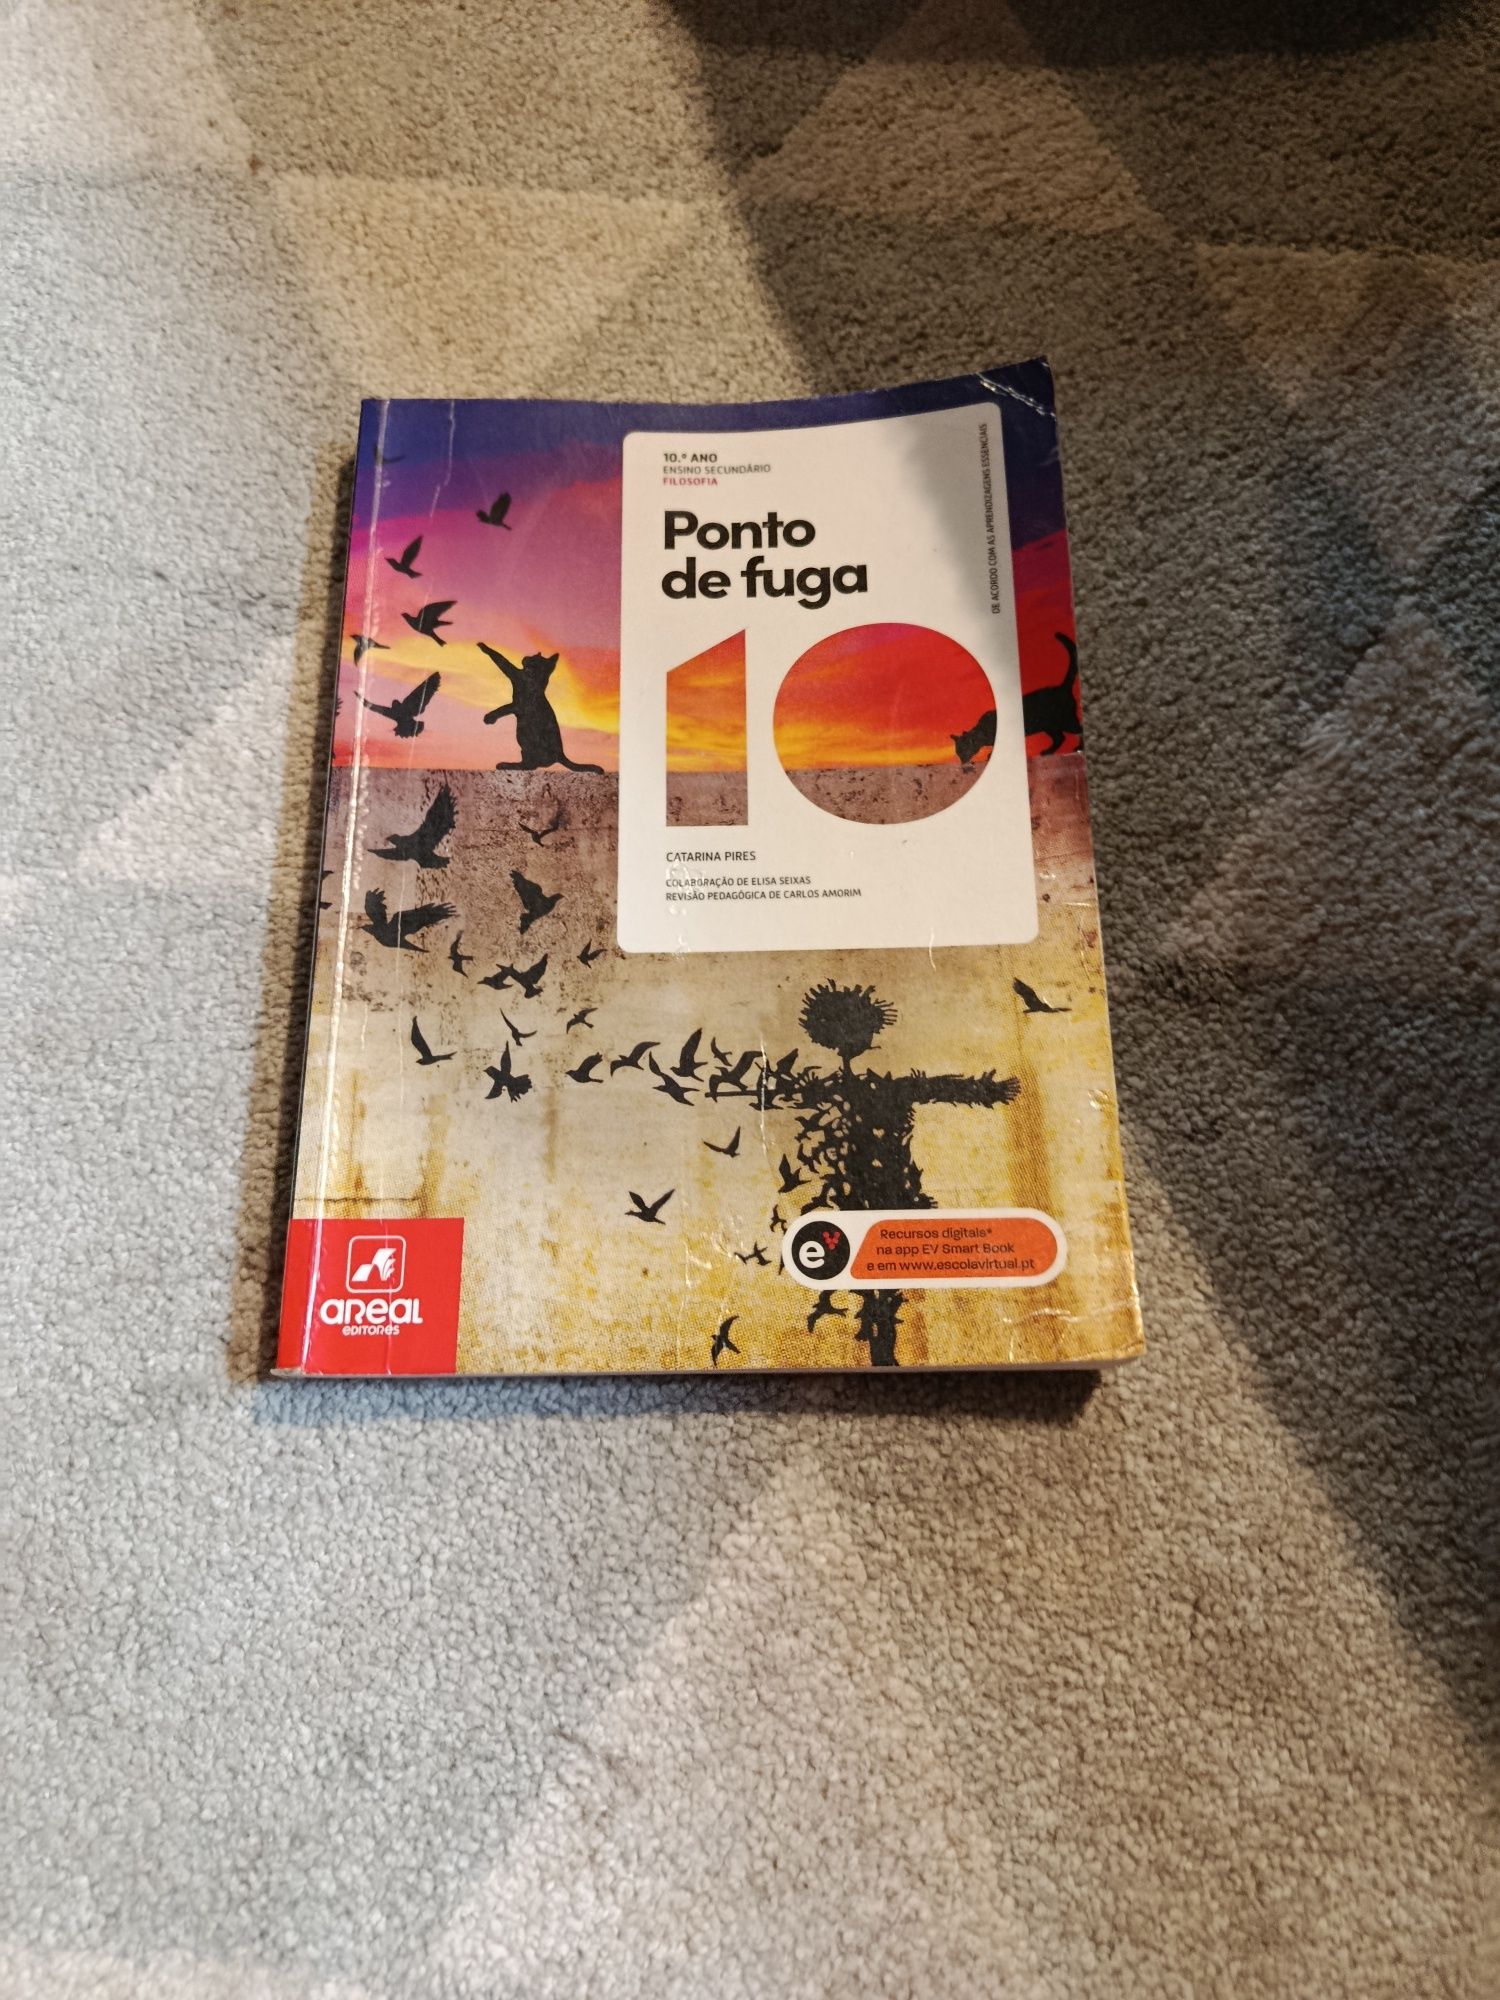 10.º ANO
ENSINO SECUNDÁRIO
FILOSOFIA
Ponto
de fuga
10
DE ACORDO COM AS APRENDIZAGENS ESSENCIAIS
CATARINA PIRES
COLABORAÇÃO DE ELISA SEIXAS
REVISÃO PEDAGÓGICA DE CARLOS AMORIM
e
Recursos digitais*
na app EV Smart Book
e em www.escolavirtual.pt
aReaL
eDITORes